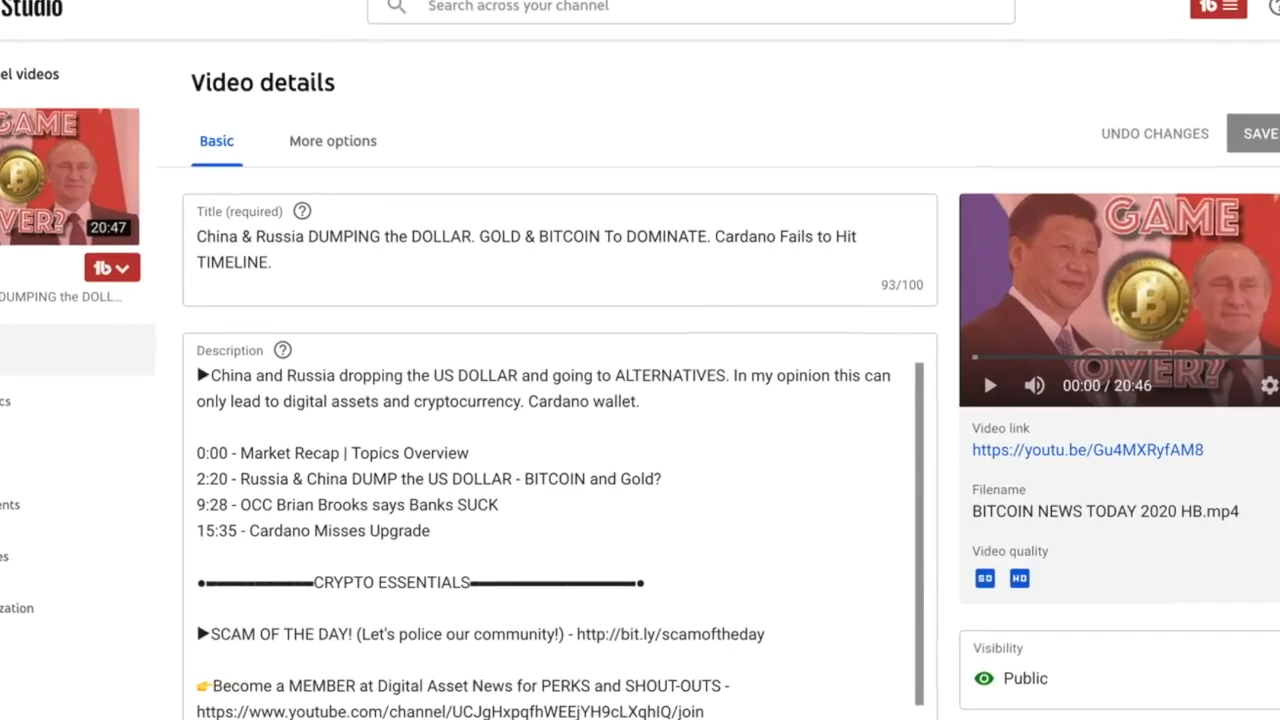 Studio
Search across your channel
el videos
GAME
OVER?
20:47
DUMPING the DOLL...
cs
ents
es
zation
Video details
Basic
More options
UNDO CHANGES
SAVE
Title (required)
China & Russia DUMPING the DOLLAR. GOLD & BITCOIN To DOMINATE. Cardano Fails to Hit
TIMELINE.
93/100
Description
▶China and Russia dropping the US DOLLAR and going to ALTERNATIVES. In my opinion this can
only lead to digital assets and cryptocurrency. Cardano wallet.
0:00 - Market Recap | Topics Overview
2:20 - Russia & China DUMP the US DOLLAR - BITCOIN and Gold?
9:28 - OCC Brian Brooks says Banks SUCK
15:35 - Cardano Misses Upgrade
●▬▬▬▬▬▬▬▬CRYPTO ESSENTIALS▬▬▬▬▬▬▬▬▬▬▬▬●
▶SCAM OF THE DAY! (Let's police our community!) - http://bit.ly/scamoftheday
👉Become a MEMBER at Digital Asset News for PERKS and SHOUT-OUTS -
https://www.youtube.com/channel/UCJgHxpqfhWEEjYH9cLXqhIQ/join
GAME
OVER?
00:00 / 20:46
Video link
https://youtu.be/Gu4MXRyfAM8
Filename
BITCOIN NEWS TODAY 2020 HB.mp4
Video quality
SD HD
Visibility
Public